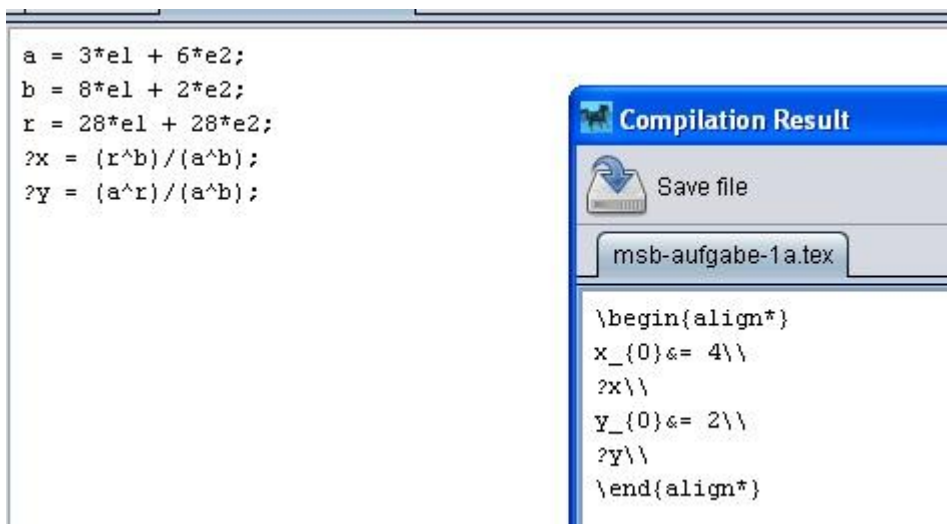 a = 3*e1 + 6*e2;
b = 8*e1 + 2*e2;
r = 28*e1 + 28*e2;
?x = (r^b)/(a^b);
?y = (a^r)/(a^b);
Compilation Result
Save file
msb-aufgabe-1a.tex
\begin{align*}
x_{0}&= 4\\
?x\\
y_{0}&= 2\\
?y\\
\end{align*}